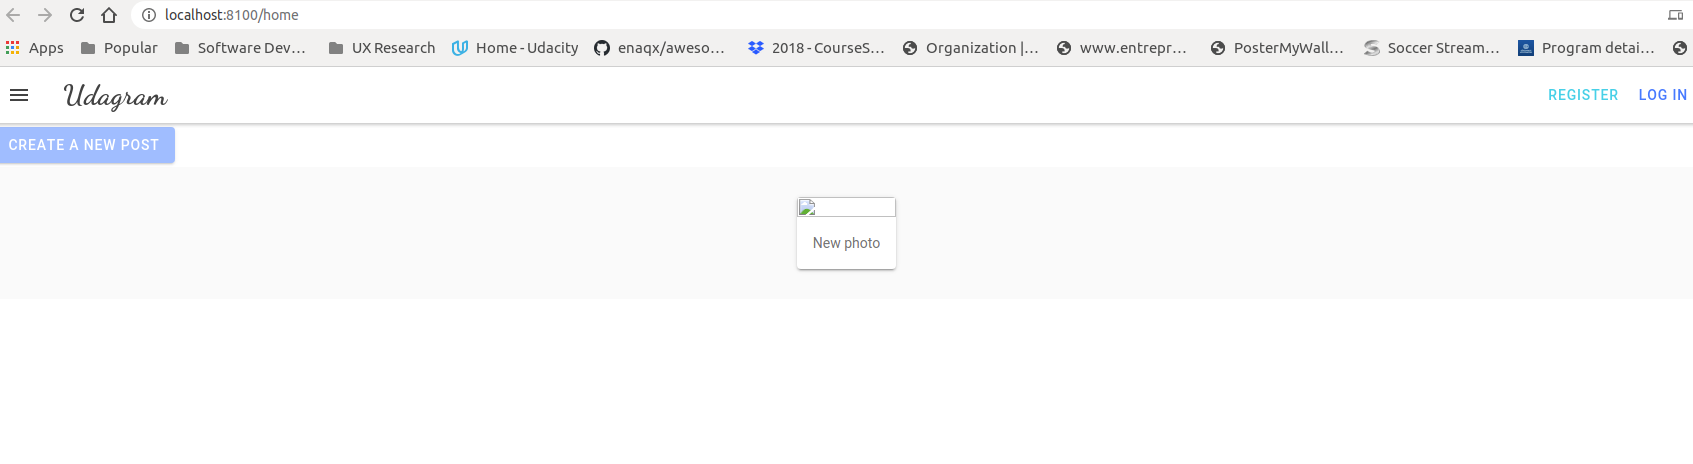 localhost:8100/home
Apps Popular Software Dev... UX Research Home - Udacity enaqx/aweso... 2018 - CourseS... Organization |... www.entrepr... PosterMyWall... Soccer Stream... Program detai...
Udagram REGISTER LOG IN
CREATE A NEW POST
New photo